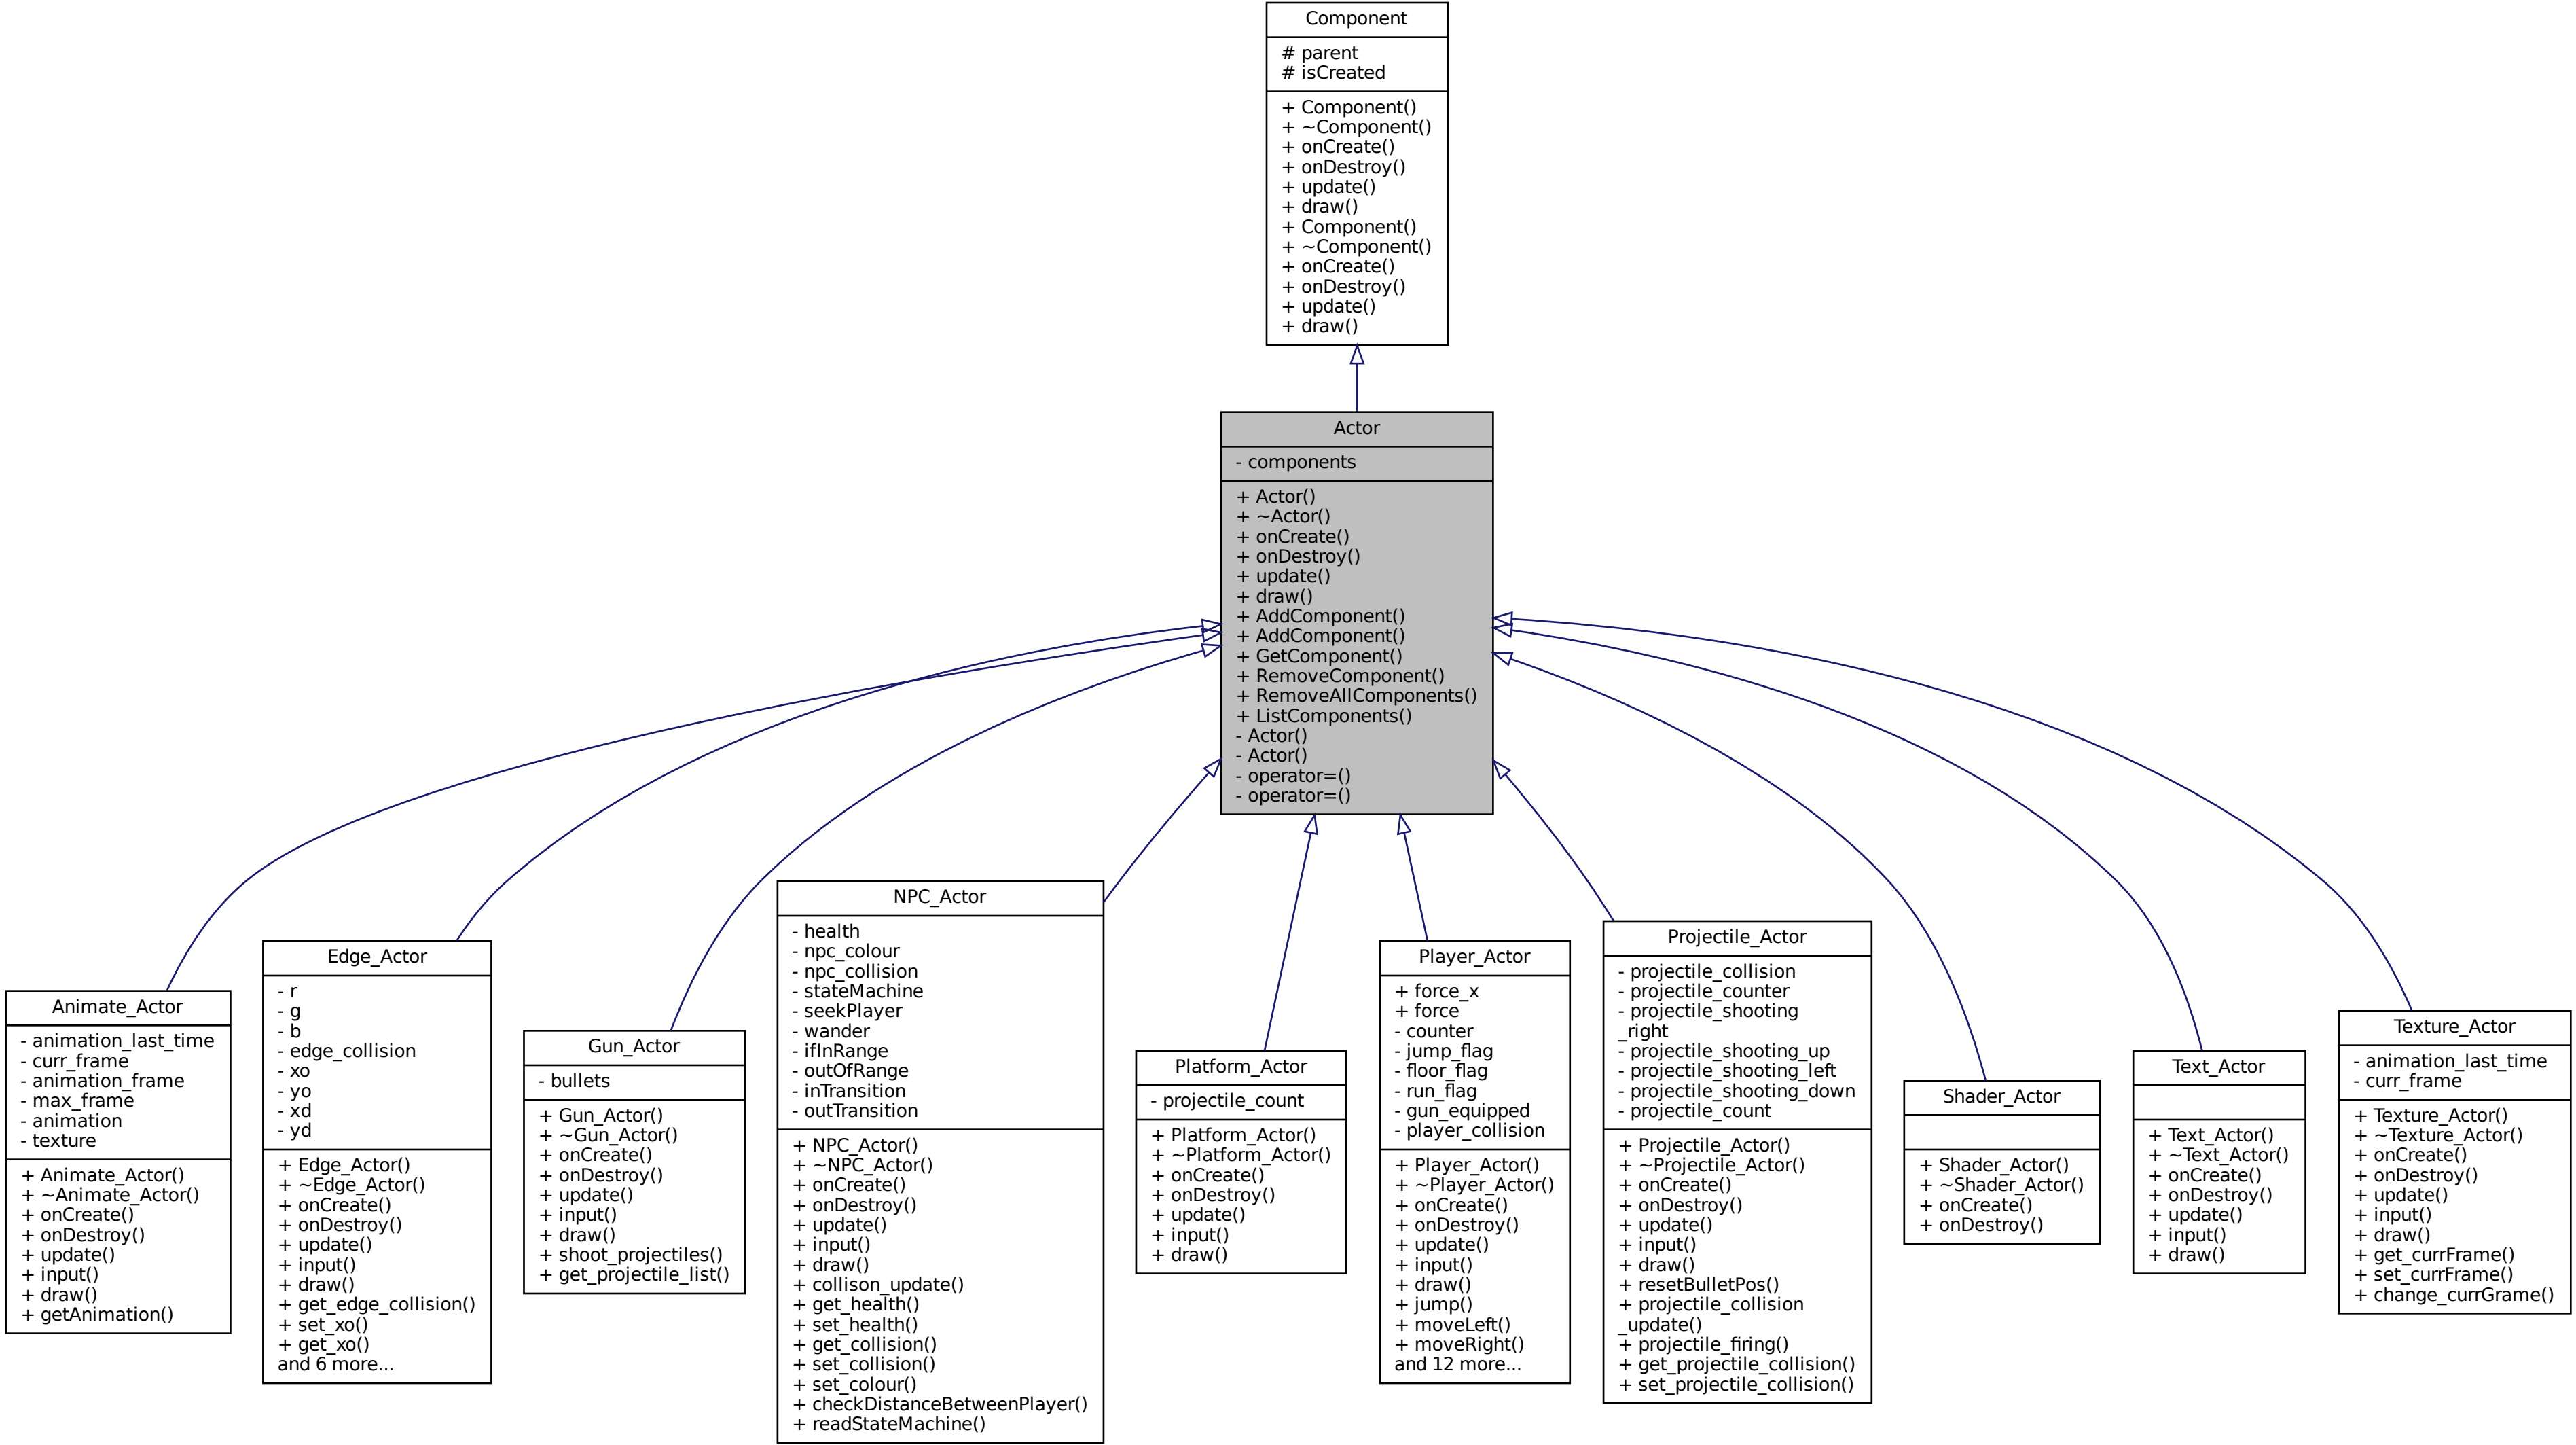 Component
# parent
# isCreated
+ Component()
+ ~Component()
+ onCreate()
+ onDestroy()
+ update()
+ draw()
+ Component()
+ ~Component()
+ onCreate()
+ onDestroy()
+ update()
+ draw()
Actor
- components
+ Actor()
+ ~Actor()
+ onCreate()
+ onDestroy()
+ update()
+ draw()
+ AddComponent()
+ AddComponent()
+ GetComponent()
+ RemoveComponent()
+ RemoveAllComponents()
+ ListComponents()
- Actor()
- Actor()
- operator=()
- operator=()
Animate_Actor
- animation_last_time
- curr_frame
- animation_frame
- max_frame
- animation
- texture
+ Animate_Actor()
+ ~Animate_Actor()
+ onCreate()
+ onDestroy()
+ update()
+ input()
+ draw()
+ getAnimation()
Edge_Actor
- r
- g
- b
- edge_collision
- xo
- yo
- xd
- yd
+ Edge_Actor()
+ ~Edge_Actor()
+ onCreate()
+ onDestroy()
+ update()
+ input()
+ draw()
+ get_edge_collision()
+ set_xo()
+ get_xo()
and 6 more...
Gun_Actor
- bullets
+ Gun_Actor()
+ ~Gun_Actor()
+ onCreate()
+ onDestroy()
+ update()
+ input()
+ draw()
+ shoot_projectiles()
+ get_projectile_list()
NPC_Actor
- health
- npc_colour
- npc_collision
- stateMachine
- seekPlayer
- wander
- ifInRange
- outOfRange
- inTransition
- outTransition
+ NPC_Actor()
+ ~NPC_Actor()
+ onCreate()
+ onDestroy()
+ update()
+ input()
+ draw()
+ collison_update()
+ get_health()
+ set_health()
+ get_collision()
+ set_collision()
+ set_colour()
+ checkDistanceBetweenPlayer()
+ readStateMachine()
Platform_Actor
- projectile_count
+ Platform_Actor()
+ ~Platform_Actor()
+ onCreate()
+ onDestroy()
+ update()
+ input()
+ draw()
Player_Actor
+ force_x
+ force
- counter
- jump_flag
- floor_flag
- run_flag
- gun_equipped
- player_collision
+ Player_Actor()
+ ~Player_Actor()
+ onCreate()
+ onDestroy()
+ update()
+ input()
+ draw()
+ jump()
+ moveLeft()
+ moveRight()
and 12 more...
Projectile_Actor
- projectile_collision
- projectile_counter
- projectile_shooting
_right
- projectile_shooting_up
- projectile_shooting_left
- projectile_shooting_down
- projectile_count
+ Projectile_Actor()
+ ~Projectile_Actor()
+ onCreate()
+ onDestroy()
+ update()
+ input()
+ draw()
+ resetBulletPos()
+ projectile_collision
_update()
+ projectile_firing()
+ get_projectile_collision()
+ set_projectile_collision()
Shader_Actor
+ Shader_Actor()
+ ~Shader_Actor()
+ onCreate()
+ onDestroy()
Text_Actor
+ Text_Actor()
+ ~Text_Actor()
+ onCreate()
+ onDestroy()
+ update()
+ input()
+ draw()
Texture_Actor
- animation_last_time
- curr_frame
+ Texture_Actor()
+ ~Texture_Actor()
+ onCreate()
+ onDestroy()
+ update()
+ input()
+ draw()
+ get_currFrame()
+ set_currFrame()
+ change_currGrame()